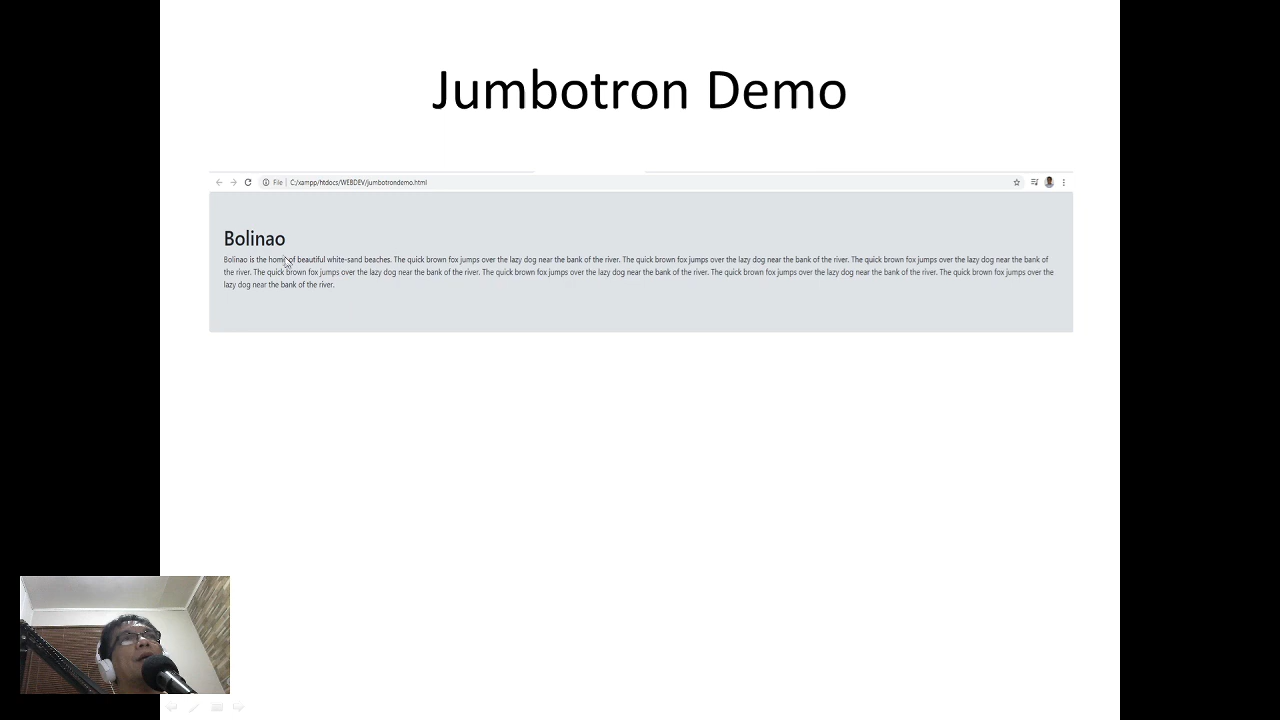 Jumbotron Demo
File | C:/xampp/htdocs/WEBDEV/jumbotrondemo.html
Bolinao
Bolinao is the home of beautiful white-sand beaches. The quick brown fox jumps over the lazy dog near the bank of the river. The quick brown fox jumps over the lazy dog near the bank of the river. The quick brown fox jumps over the lazy dog near the bank of
the river. The quick brown fox jumps over the lazy dog near the bank of the river. The quick brown fox jumps over the lazy dog near the bank of the river. The quick brown fox jumps over the lazy dog near the bank of the river. The quick brown fox jumps over the
lazy dog near the bank of the river.